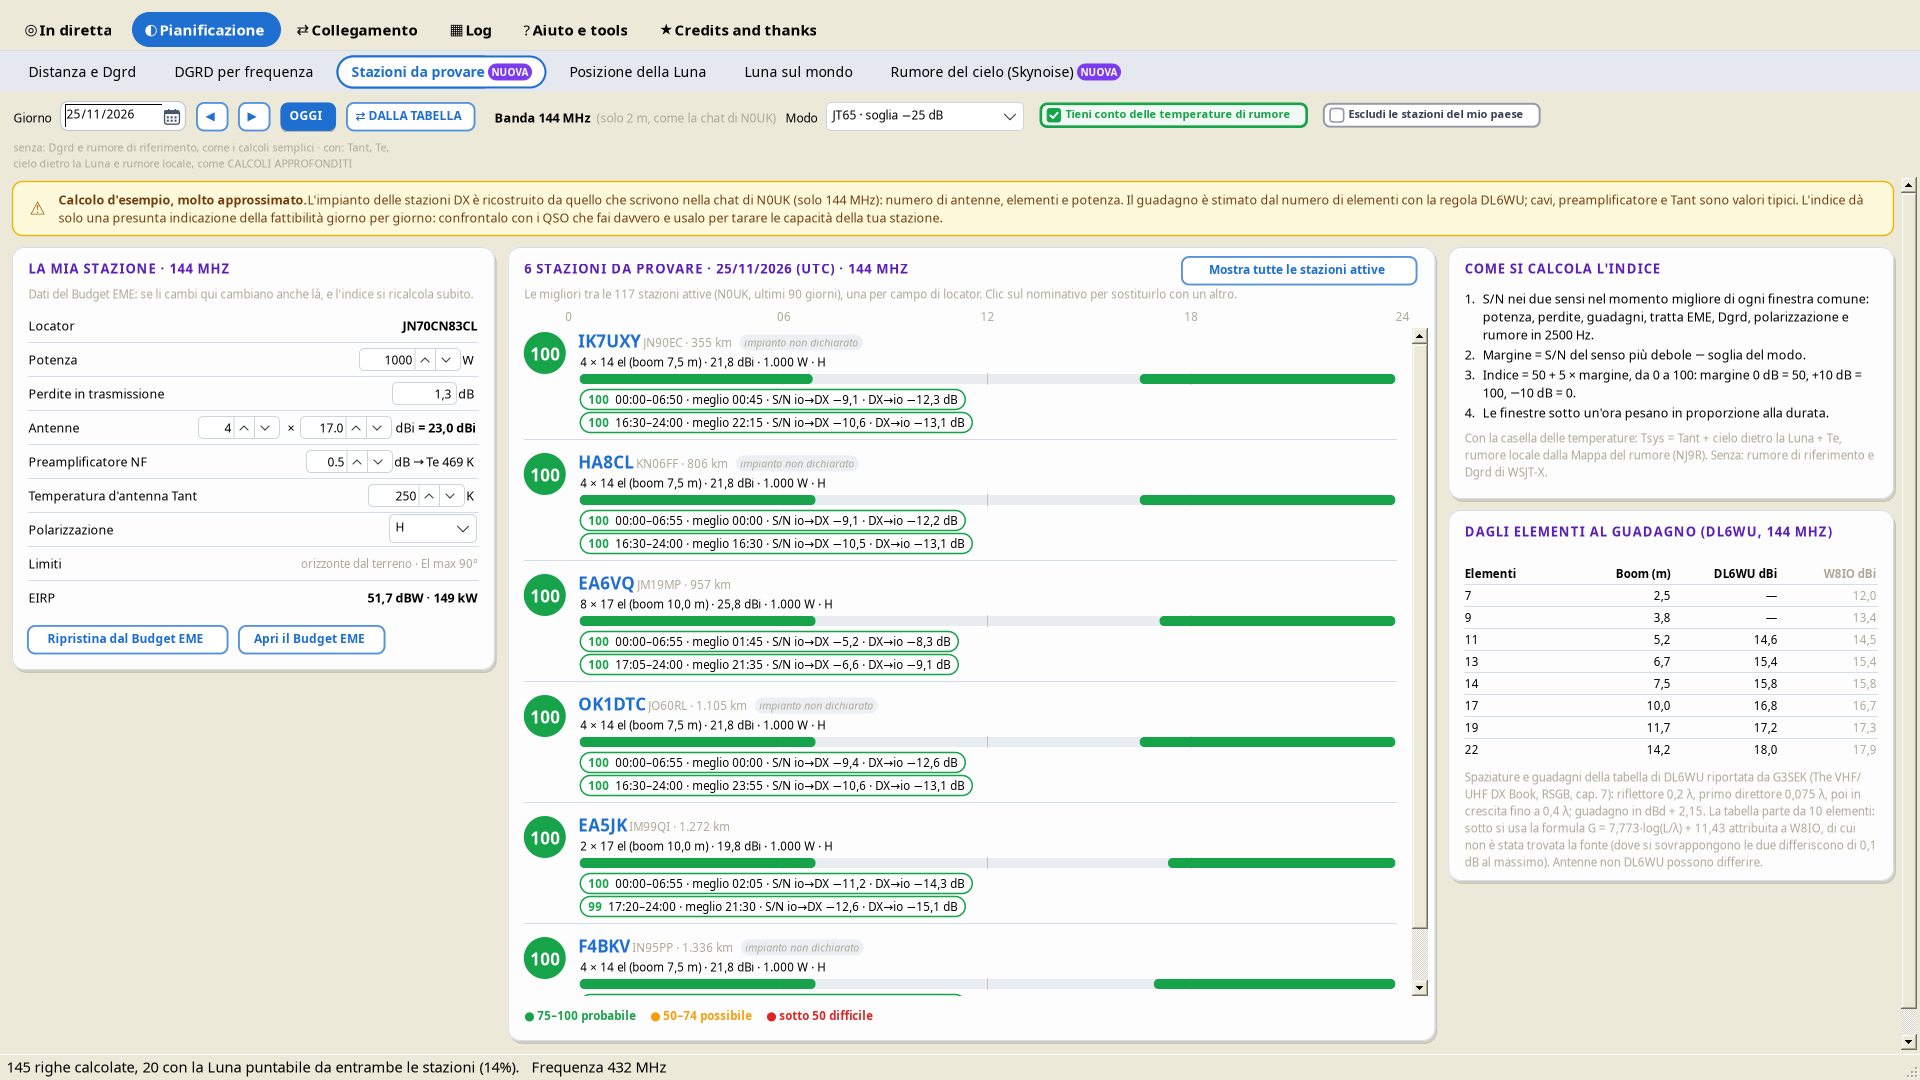 ◎ In diretta ◐ Pianificazione ⇄ Collegamento ▦ Log ? Aiuto e tools ★ Credits and thanks
Distanza e Dgrd DGRD per frequenza Stazioni da provare NUOVA Posizione della Luna Luna sul mondo Rumore del cielo (Skynoise) NUOVA
Giorno 25/11/2026 ◀ ▶ OGGI ⇄ DALLA TABELLA Banda 144 MHz (solo 2 m, come la chat di N0UK) Modo JT65 · soglia −25 dB Tieni conto delle temperature di rumore Escludi le stazioni del mio paese
senza: Dgrd e rumore di riferimento, come i calcoli semplici · con: Tant, Te,
cielo dietro la Luna e rumore locale, come CALCOLI APPROFONDITI
⚠ Calcolo d'esempio, molto approssimato.L'impianto delle stazioni DX è ricostruito da quello che scrivono nella chat di N0UK (solo 144 MHz): numero di antenne, elementi e potenza. Il guadagno è stimato dal numero di elementi con la regola DL6WU; cavi, preamplificatore e Tant sono valori tipici. L'indice dà
solo una presunta indicazione della fattibilità giorno per giorno: confrontalo con i QSO che fai davvero e usalo per tarare le capacità della tua stazione.
LA MIA STAZIONE · 144 MHZ
Dati del Budget EME: se li cambi qui cambiano anche là, e l'indice si ricalcola subito.
Locator JN70CN83CL
Potenza 1000 W
Perdite in trasmissione 1,3 dB
Antenne 4 × 17.0 dBi = 23,0 dBi
Preamplificatore NF 0.5 dB → Te 469 K
Temperatura d'antenna Tant 250 K
Polarizzazione H
Limiti orizzonte dal terreno · El max 90°
EIRP 51,7 dBW · 149 kW
Ripristina dal Budget EME Apri il Budget EME
6 STAZIONI DA PROVARE · 25/11/2026 (UTC) · 144 MHZ Mostra tutte le stazioni attive
Le migliori tra le 117 stazioni attive (N0UK, ultimi 90 giorni), una per campo di locator. Clic sul nominativo per sostituirlo con un altro.
0 06 12 18 24
100 IK7UXY JN90EC · 355 km impianto non dichiarato
4 × 14 el (boom 7,5 m) · 21,8 dBi · 1.000 W · H
100 00:00–06:50 · meglio 00:45 · S/N io→DX −9,1 · DX→io −12,3 dB
100 16:30–24:00 · meglio 22:15 · S/N io→DX −10,6 · DX→io −13,1 dB
100 HA8CL KN06FF · 806 km impianto non dichiarato
4 × 14 el (boom 7,5 m) · 21,8 dBi · 1.000 W · H
100 00:00–06:55 · meglio 00:00 · S/N io→DX −9,1 · DX→io −12,2 dB
100 16:30–24:00 · meglio 16:30 · S/N io→DX −10,5 · DX→io −13,1 dB
100 EA6VQ JM19MP · 957 km
8 × 17 el (boom 10,0 m) · 25,8 dBi · 1.000 W · H
100 00:00–06:55 · meglio 01:45 · S/N io→DX −5,2 · DX→io −8,3 dB
100 17:05–24:00 · meglio 21:35 · S/N io→DX −6,6 · DX→io −9,1 dB
100 OK1DTC JO60RL · 1.105 km impianto non dichiarato
4 × 14 el (boom 7,5 m) · 21,8 dBi · 1.000 W · H
100 00:00–06:55 · meglio 00:00 · S/N io→DX −9,4 · DX→io −12,6 dB
100 16:30–24:00 · meglio 23:55 · S/N io→DX −10,6 · DX→io −13,1 dB
100 EA5JK IM99QI · 1.272 km
2 × 17 el (boom 10,0 m) · 19,8 dBi · 1.000 W · H
100 00:00–06:55 · meglio 02:05 · S/N io→DX −11,2 · DX→io −14,3 dB
99 17:20–24:00 · meglio 21:30 · S/N io→DX −12,6 · DX→io −15,1 dB
100 F4BKV IN95PP · 1.336 km impianto non dichiarato
4 × 14 el (boom 7,5 m) · 21,8 dBi · 1.000 W · H
75–100 probabile 50–74 possibile sotto 50 difficile
COME SI CALCOLA L'INDICE
1. S/N nei due sensi nel momento migliore di ogni finestra comune:
potenza, perdite, guadagni, tratta EME, Dgrd, polarizzazione e
rumore in 2500 Hz.
2. Margine = S/N del senso più debole − soglia del modo.
3. Indice = 50 + 5 × margine, da 0 a 100: margine 0 dB = 50, +10 dB =
100, −10 dB = 0.
4. Le finestre sotto un'ora pesano in proporzione alla durata.
Con la casella delle temperature: Tsys = Tant + cielo dietro la Luna + Te,
rumore locale dalla Mappa del rumore (NJ9R). Senza: rumore di riferimento e
Dgrd di WSJT-X.
DAGLI ELEMENTI AL GUADAGNO (DL6WU, 144 MHZ)
Elementi Boom (m) DL6WU dBi W8IO dBi
7 2,5 — 12,0
9 3,8 — 13,4
11 5,2 14,6 14,5
13 6,7 15,4 15,4
14 7,5 15,8 15,8
17 10,0 16,8 16,7
19 11,7 17,2 17,3
22 14,2 18,0 17,9
Spaziature e guadagni della tabella di DL6WU riportata da G3SEK (The VHF/
UHF DX Book, RSGB, cap. 7): riflettore 0,2 λ, primo direttore 0,075 λ, poi in
crescita fino a 0,4 λ; guadagno in dBd + 2,15. La tabella parte da 10 elementi:
sotto si usa la formula G = 7,773·log(L/λ) + 11,43 attribuita a W8IO, di cui
non è stata trovata la fonte (dove si sovrappongono le due differiscono di 0,1
dB al massimo). Antenne non DL6WU possono differire.
145 righe calcolate, 20 con la Luna puntabile da entrambe le stazioni (14%). Frequenza 432 MHz